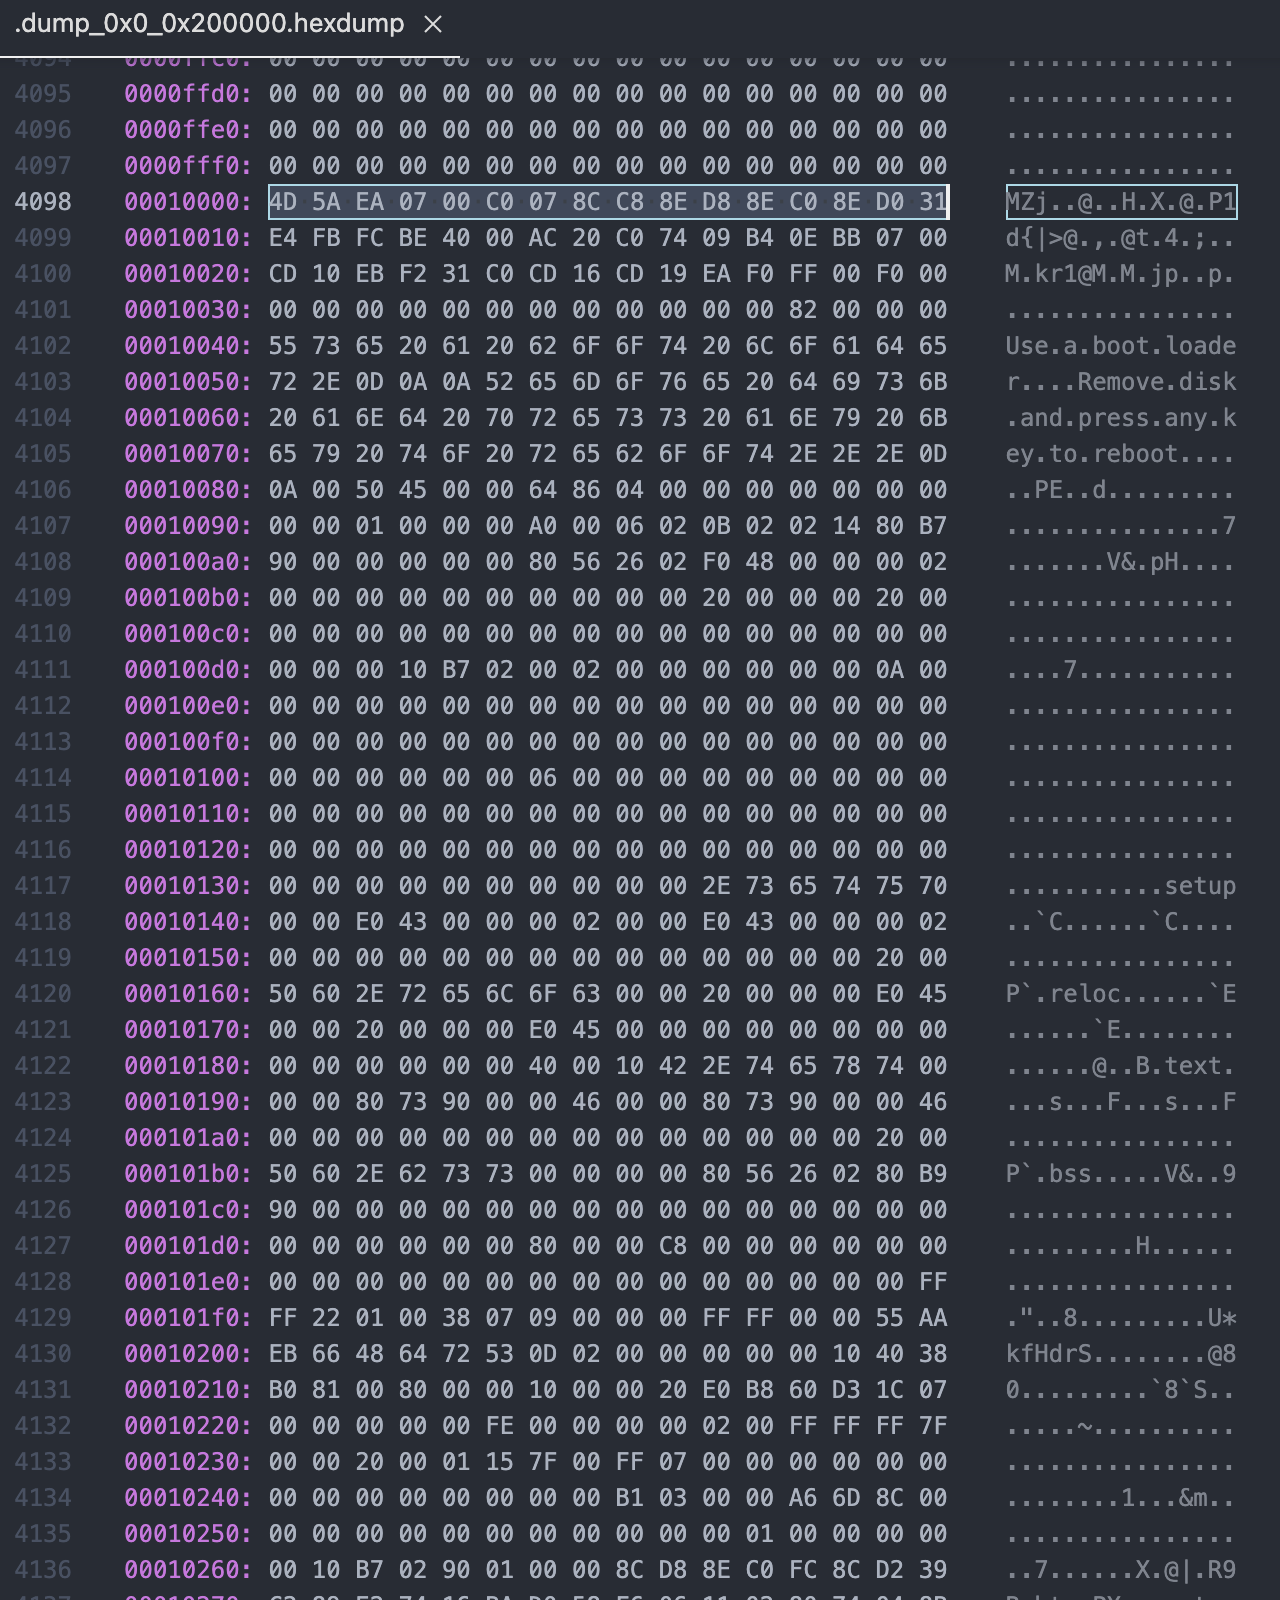 .dump_0x0_0x200000.hexdump ×
4094 0000ffc0: 00 00 00 00 00 00 00 00 00 00 00 00 00 00 00 00 ................
4095 0000ffd0: 00 00 00 00 00 00 00 00 00 00 00 00 00 00 00 00 ................
4096 0000ffe0: 00 00 00 00 00 00 00 00 00 00 00 00 00 00 00 00 ................
4097 0000fff0: 00 00 00 00 00 00 00 00 00 00 00 00 00 00 00 00 ................
4098 00010000: 4D 5A EA 07 00 C0 07 8C C8 8E D8 8E C0 8E D0 31 MZj..@..H.X.@.P1
4099 00010010: E4 FB FC BE 40 00 AC 20 C0 74 09 B4 0E BB 07 00 d{|>@.,.@t.4.;..
4100 00010020: CD 10 EB F2 31 C0 CD 16 CD 19 EA F0 FF 00 F0 00 M.kr1@M.M.jp..p.
4101 00010030: 00 00 00 00 00 00 00 00 00 00 00 00 82 00 00 00 ................
4102 00010040: 55 73 65 20 61 20 62 6F 6F 74 20 6C 6F 61 64 65 Use.a.boot.loade
4103 00010050: 72 2E 0D 0A 0A 52 65 6D 6F 76 65 20 64 69 73 6B r....Remove.disk
4104 00010060: 20 61 6E 64 20 70 72 65 73 73 20 61 6E 79 20 6B .and.press.any.k
4105 00010070: 65 79 20 74 6F 20 72 65 62 6F 6F 74 2E 2E 2E 0D ey.to.reboot....
4106 00010080: 0A 00 50 45 00 00 64 86 04 00 00 00 00 00 00 00 ..PE..d.........
4107 00010090: 00 00 01 00 00 00 A0 00 06 02 0B 02 02 14 80 B7 ...............7
4108 000100a0: 90 00 00 00 00 00 80 56 26 02 F0 48 00 00 00 02 .......V&.pH....
4109 000100b0: 00 00 00 00 00 00 00 00 00 00 20 00 00 00 20 00 ................
4110 000100c0: 00 00 00 00 00 00 00 00 00 00 00 00 00 00 00 00 ................
4111 000100d0: 00 00 00 10 B7 02 00 02 00 00 00 00 00 00 0A 00 ....7...........
4112 000100e0: 00 00 00 00 00 00 00 00 00 00 00 00 00 00 00 00 ................
4113 000100f0: 00 00 00 00 00 00 00 00 00 00 00 00 00 00 00 00 ................
4114 00010100: 00 00 00 00 00 00 06 00 00 00 00 00 00 00 00 00 ................
4115 00010110: 00 00 00 00 00 00 00 00 00 00 00 00 00 00 00 00 ................
4116 00010120: 00 00 00 00 00 00 00 00 00 00 00 00 00 00 00 00 ................
4117 00010130: 00 00 00 00 00 00 00 00 00 00 2E 73 65 74 75 70 ...........setup
4118 00010140: 00 00 E0 43 00 00 00 02 00 00 E0 43 00 00 00 02 ..`C......`C....
4119 00010150: 00 00 00 00 00 00 00 00 00 00 00 00 00 00 20 00 ................
4120 00010160: 50 60 2E 72 65 6C 6F 63 00 00 20 00 00 00 E0 45 P`.reloc......`E
4121 00010170: 00 00 20 00 00 00 E0 45 00 00 00 00 00 00 00 00 ......`E........
4122 00010180: 00 00 00 00 00 00 40 00 10 42 2E 74 65 78 74 00 ......@..B.text.
4123 00010190: 00 00 80 73 90 00 00 46 00 00 80 73 90 00 00 46 ...s...F...s...F
4124 000101a0: 00 00 00 00 00 00 00 00 00 00 00 00 00 00 20 00 ................
4125 000101b0: 50 60 2E 62 73 73 00 00 00 00 80 56 26 02 80 B9 P`.bss.....V&..9
4126 000101c0: 90 00 00 00 00 00 00 00 00 00 00 00 00 00 00 00 ................
4127 000101d0: 00 00 00 00 00 00 80 00 00 C8 00 00 00 00 00 00 .........H......
4128 000101e0: 00 00 00 00 00 00 00 00 00 00 00 00 00 00 00 FF ................
4129 000101f0: FF 22 01 00 38 07 09 00 00 00 FF FF 00 00 55 AA ."..8.........U*
4130 00010200: EB 66 48 64 72 53 0D 02 00 00 00 00 00 10 40 38 kfHdrS........@8
4131 00010210: B0 81 00 80 00 00 10 00 00 20 E0 B8 60 D3 1C 07 0.........`8`S..
4132 00010220: 00 00 00 00 00 FE 00 00 00 00 02 00 FF FF FF 7F .....~..........
4133 00010230: 00 00 20 00 01 15 7F 00 FF 07 00 00 00 00 00 00 ................
4134 00010240: 00 00 00 00 00 00 00 00 B1 03 00 00 A6 6D 8C 00 ........1...&m..
4135 00010250: 00 00 00 00 00 00 00 00 00 00 00 01 00 00 00 00 ................
4136 00010260: 00 10 B7 02 90 01 00 00 8C D8 8E C0 FC 8C D2 39 ..7......X.@|.R9